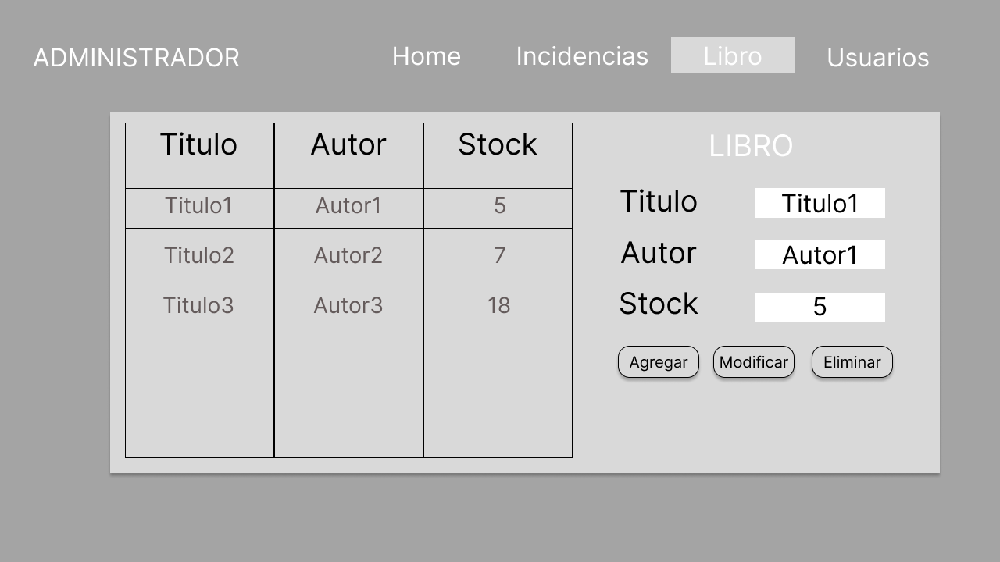 ADMINISTRADOR Home Incidencias Libro Usuarios
Titulo Autor Stock
Titulo1 Autor1 5
Titulo2 Autor2 7
Titulo3 Autor3 18
LIBRO
Titulo Titulo1
Autor Autor1
Stock 5
Agregar Modificar Eliminar